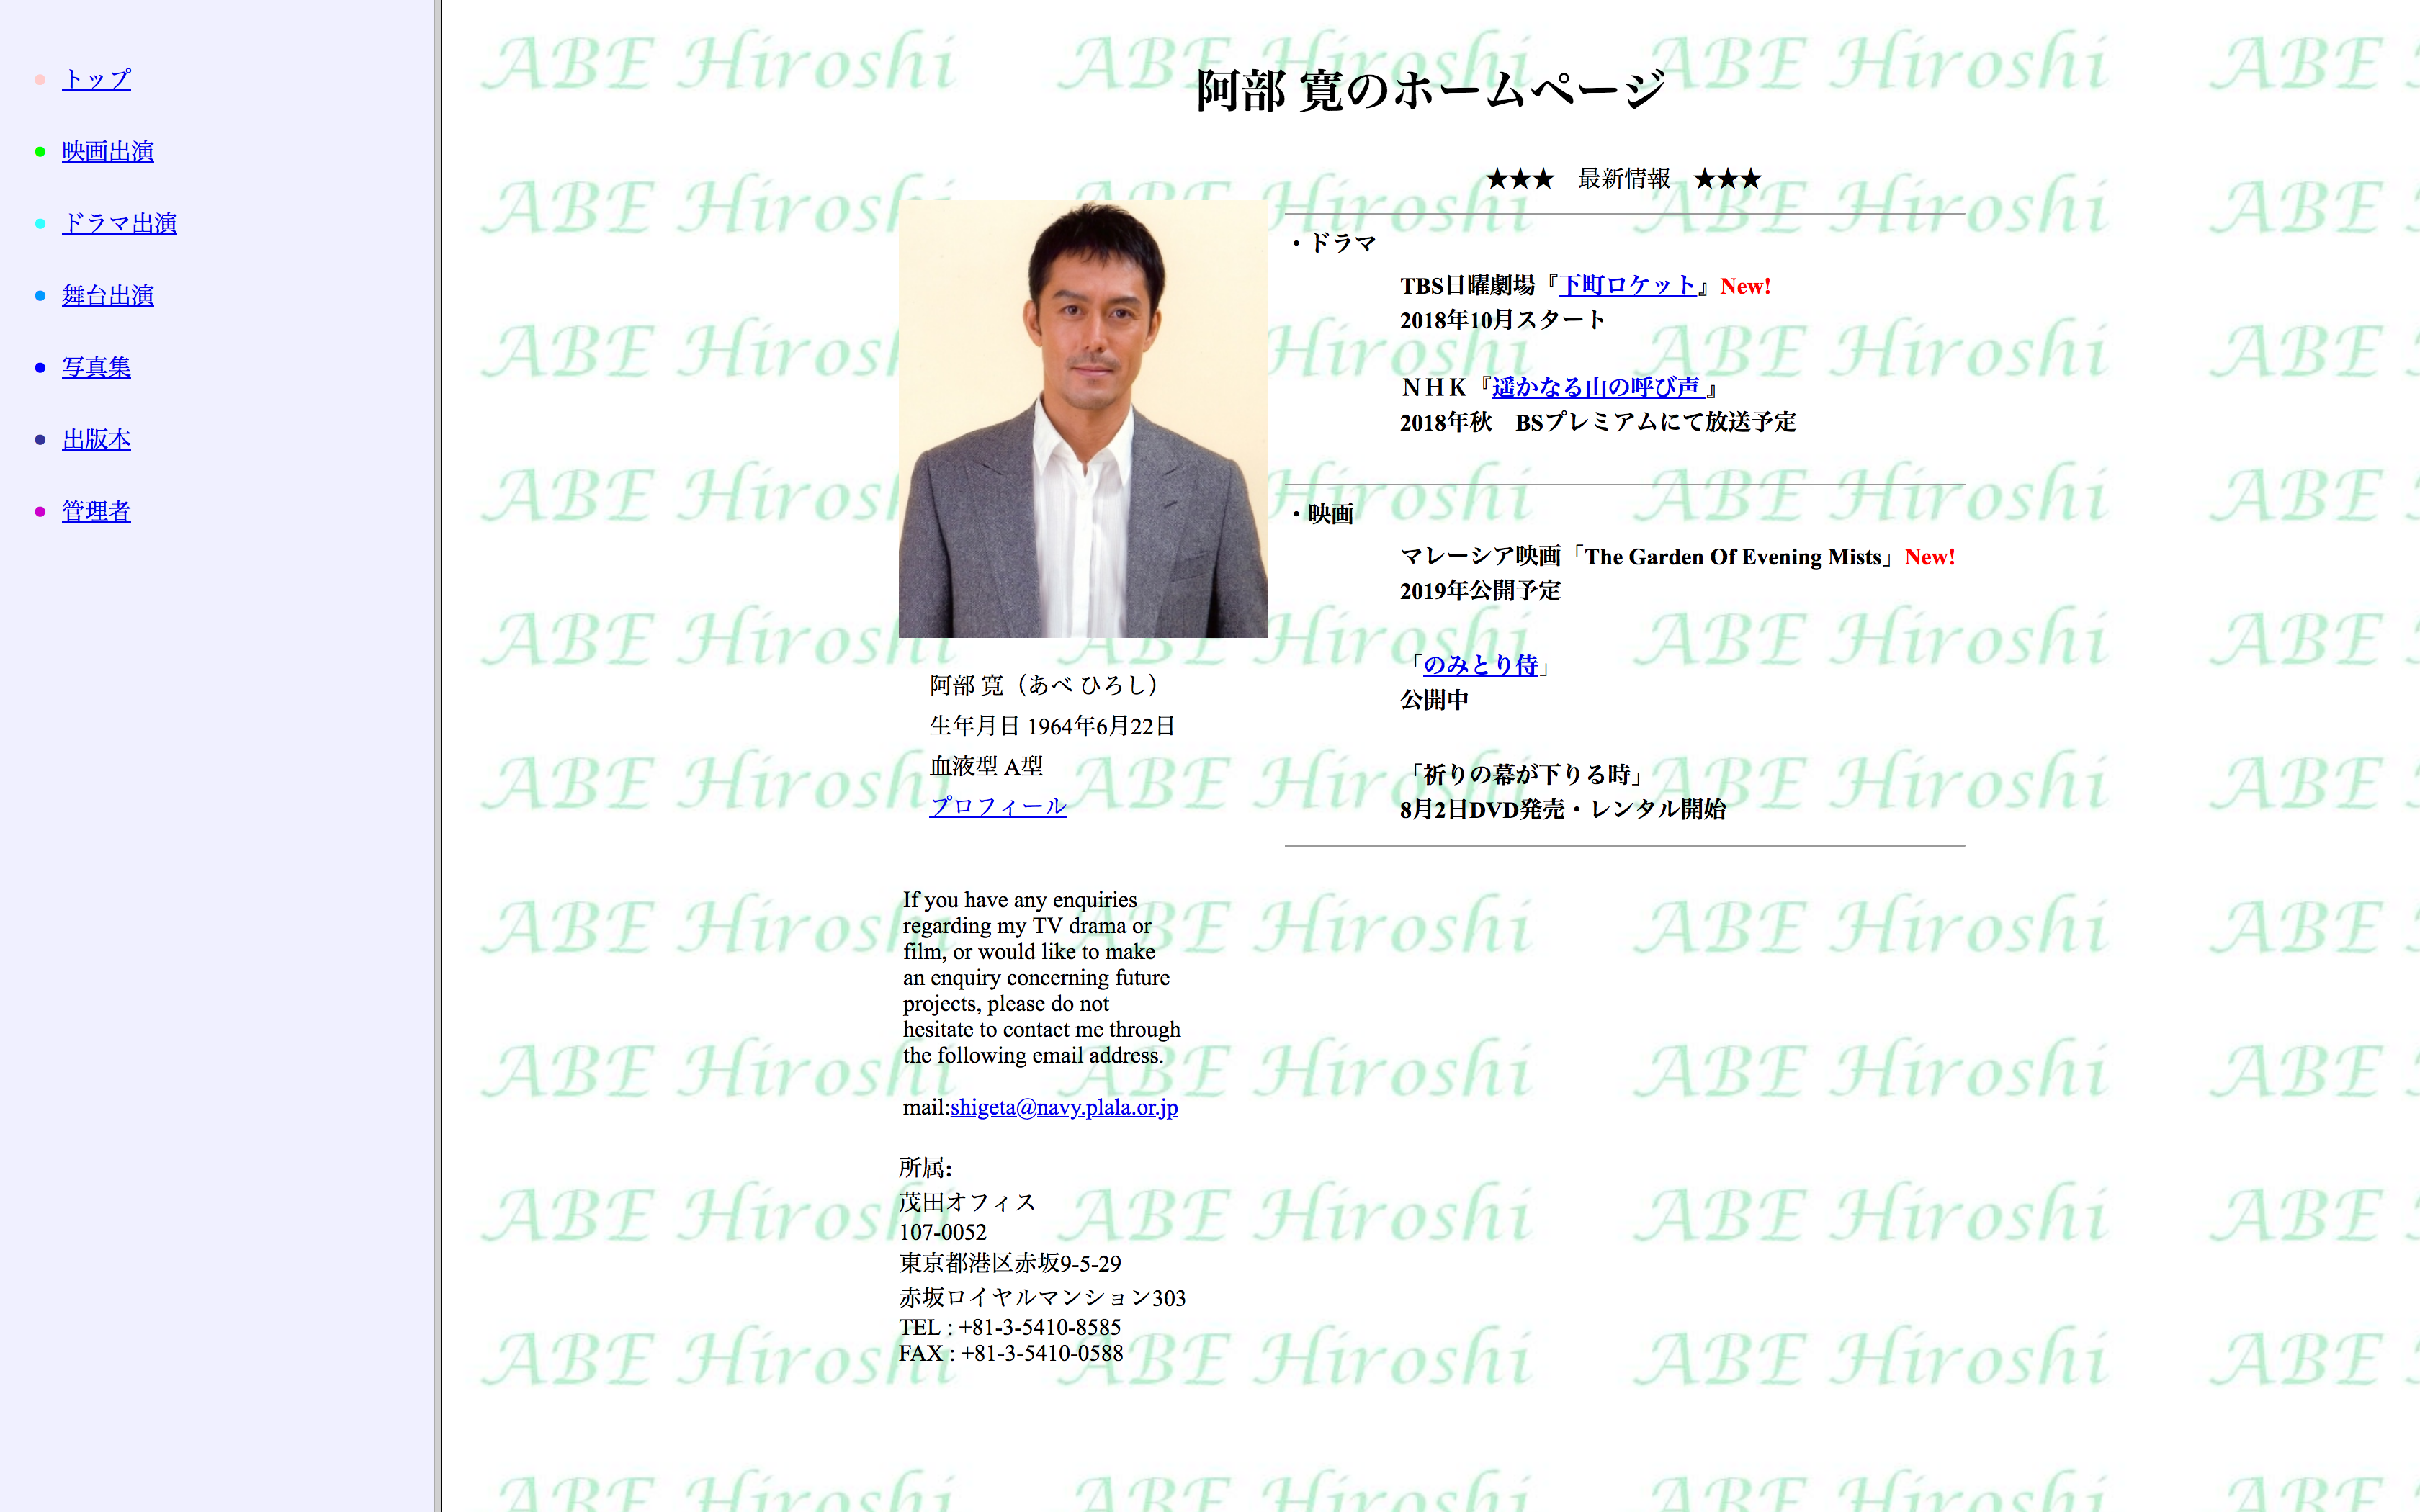 トップ
映画出演
ドラマ出演
舞台出演
写真集
出版本
管理者
阿部 寛のホームページ
★★★　最新情報　★★★
・ドラマ
TBS日曜劇場『下町ロケット』New!
2018年10月スタート
ＮＨＫ『遥かなる山の呼び声 』
2018年秋　BSプレミアムにて放送予定
・映画
マレーシア映画「The Garden Of Evening Mists」New!
2019年公開予定
「のみとり侍」
公開中
「祈りの幕が下りる時」
8月2日DVD発売・レンタル開始
阿部 寛（あべ ひろし）
生年月日 1964年6月22日
血液型 A型
プロフィール
If you have any enquiries
regarding my TV drama or
film, or would like to make
an enquiry concerning future
projects, please do not
hesitate to contact me through
the following email address.
mail:shigeta@navy.plala.or.jp
所属:
茂田オフィス
107-0052
東京都港区赤坂9-5-29
赤坂ロイヤルマンション303
TEL : +81-3-5410-8585
FAX : +81-3-5410-0588
ABE Hiroshi